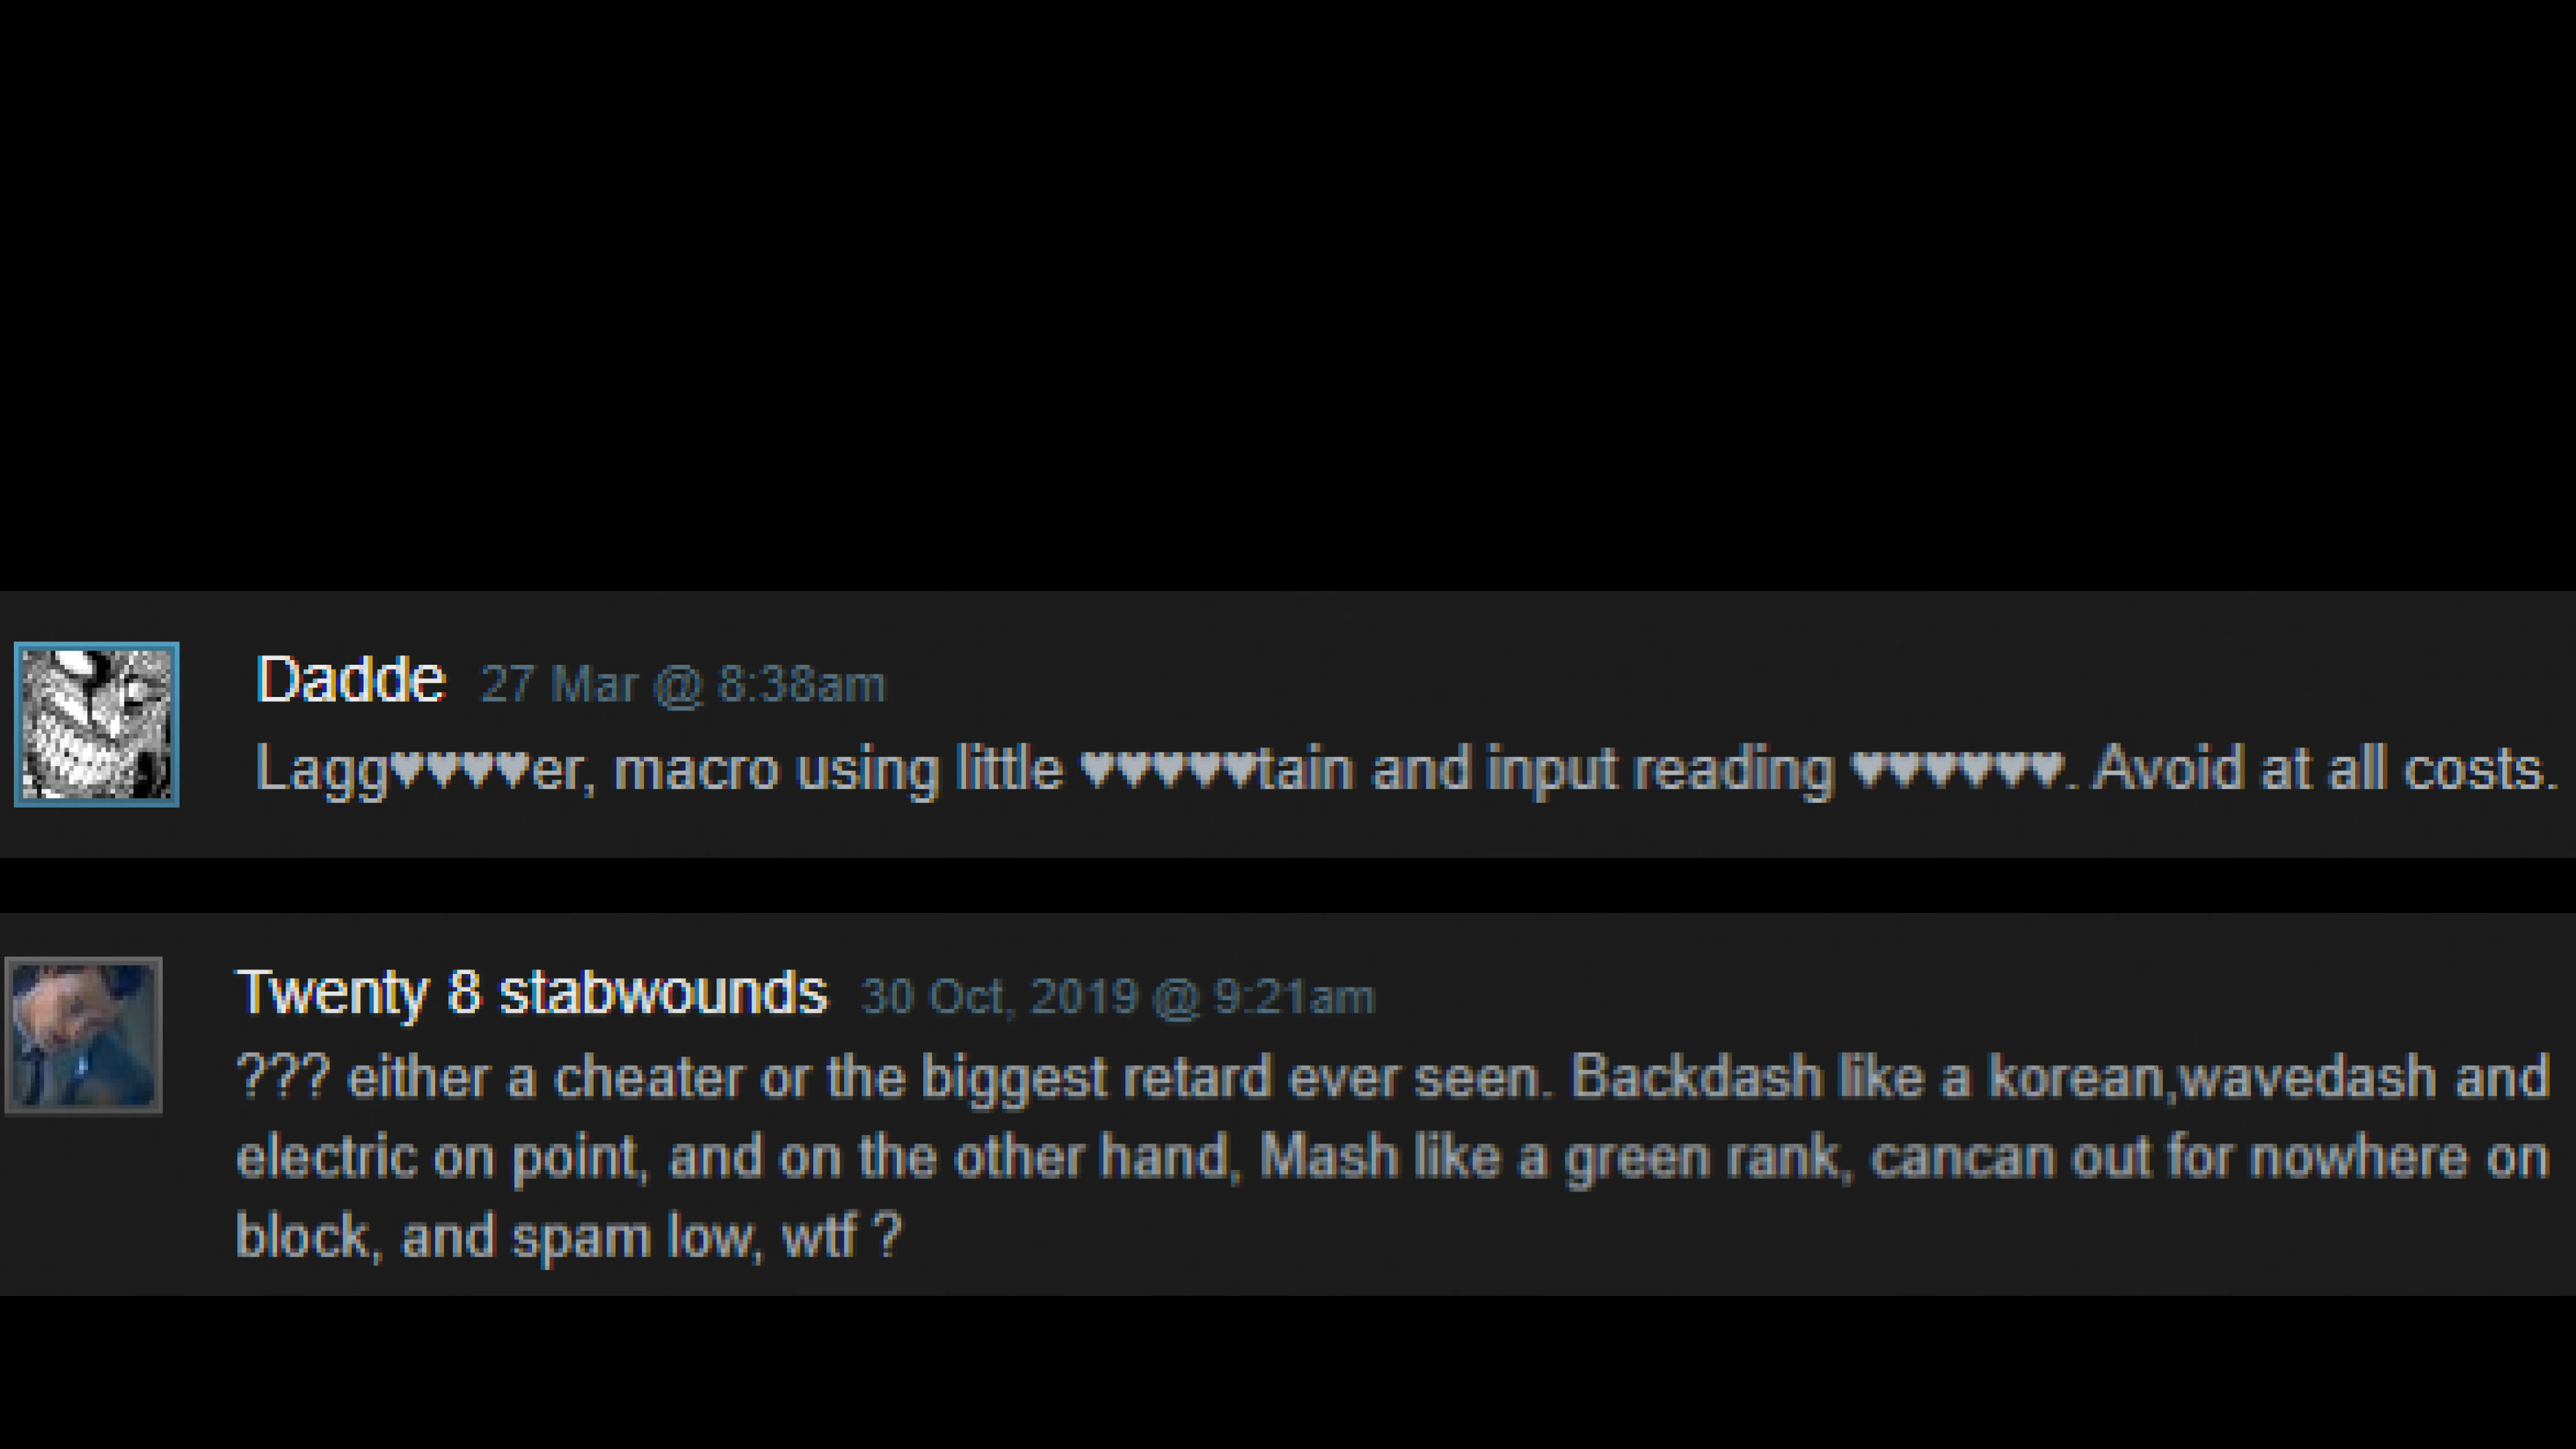 Dadde 27 Mar @ 8:38am
Lagg♥♥♥♥er, macro using little ♥♥♥♥♥tain and input reading ♥♥♥♥♥♥. Avoid at all costs.
Twenty 8 stabwounds 30 Oct, 2019 @ 9:21am
??? either a cheater or the biggest retard ever seen. Backdash like a korean,wavedash and
electric on point, and on the other hand, Mash like a green rank, cancan out for nowhere on
block, and spam low, wtf ?